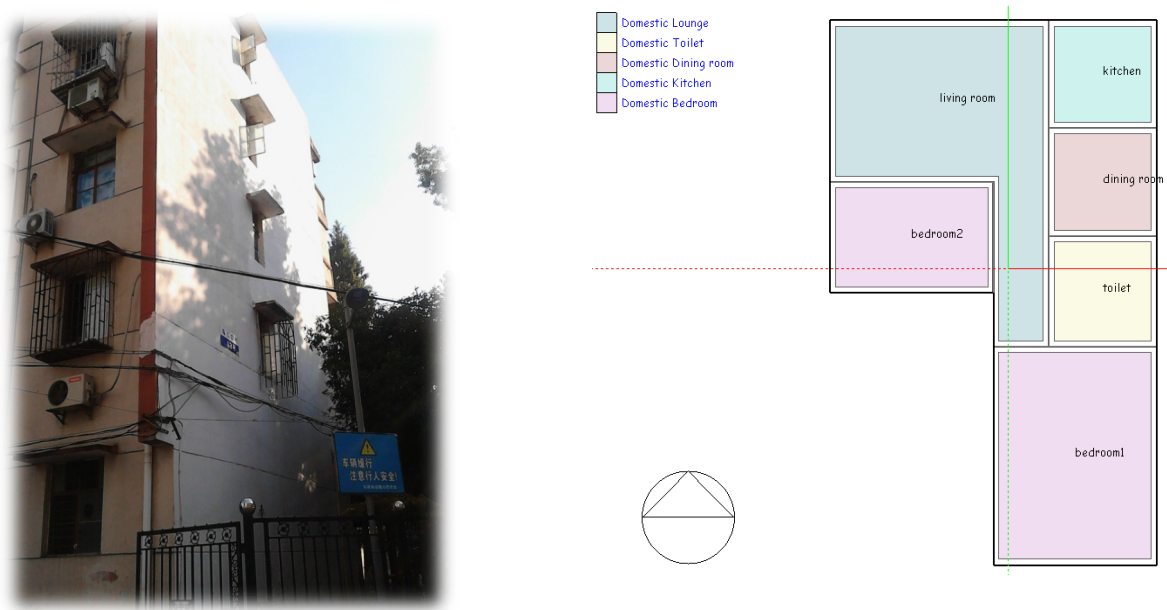 车辆缓行
注意行人安全!
Domestic Lounge
Domestic Toilet
Domestic Dining room
Domestic Kitchen
Domestic Bedroom
kitchen
living room
dining room
bedroom2
toilet
bedroom1